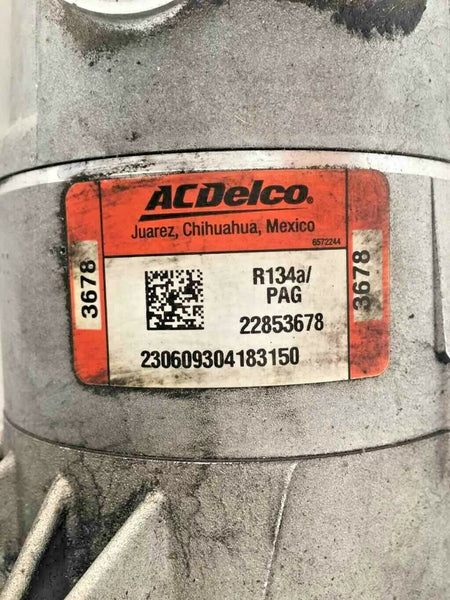 ACDelco®
Juarez, Chihuahua, Mexico
6572244
3678
R134a/
PAG
22853678
3678
230609304183150